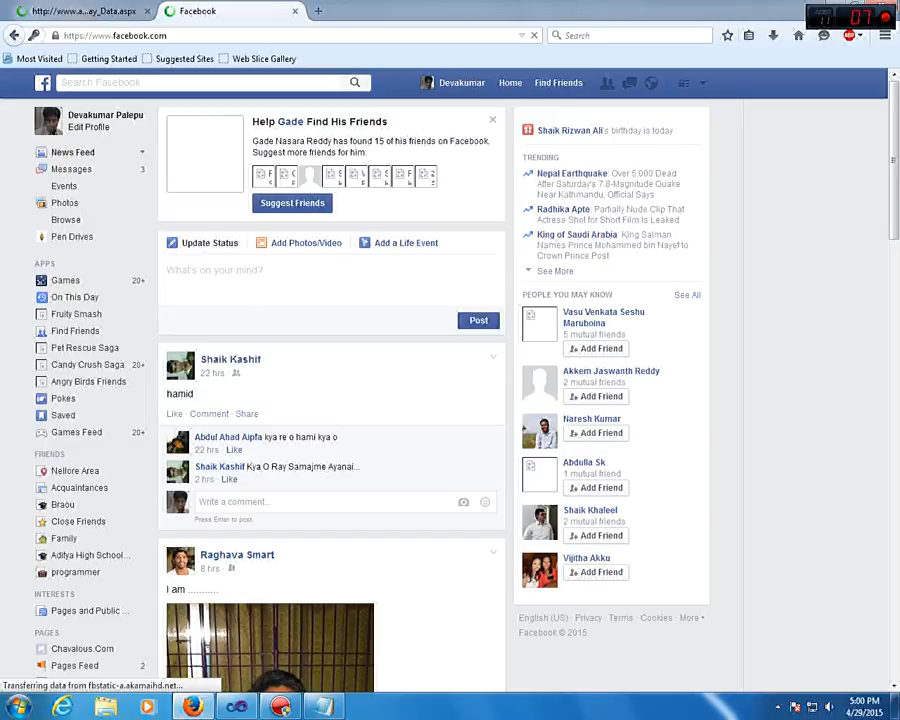 http://www.a...ay_Data.aspx
Facebook
https://www.facebook.com
Search
Most Visited
Getting Started
Suggested Sites
Web Slice Gallery
Search Facebook
Devakumar
Home
Find Friends
Devakumar Palepu
Edit Profile
News Feed
Messages 3
Events
Photos
Browse
Pen Drives
APPS
Games 20+
On This Day
Fruity Smash
Find Friends
Pet Rescue Saga
Candy Crush Saga 20+
Angry Birds Friends
Pokes
Saved
Games Feed 20+
FRIENDS
Nellore Area
Acquaintances
Braou
Close Friends
Family
Aditya High School...
programmer
INTERESTS
Pages and Public ...
PAGES
Chavalous.Com
Pages Feed 2
Help Gade Find His Friends
Gade Nasara Reddy has found 15 of his friends on Facebook.
Suggest more friends for him.
Suggest Friends
Update Status
Add Photos/Video
Add a Life Event
What's on your mind?
Post
Shaik Kashif
22 hrs
hamid
Like · Comment · Share
Abdul Ahad Aipfa kya re o hami kya o
22 hrs Like
Shaik Kashif Kya O Ray Samajme Ayanai...
2 hrs · Like
Write a comment...
Press Enter to post.
Raghava Smart
8 hrs
I am ...........
Shaik Rizwan Ali's birthday is today
TRENDING
Nepal Earthquake: Over 5,000 Dead
After Saturday's 7.8-Magnitude Quake
Near Kathmandu, Official Says
Radhika Apte: Partially Nude Clip That
Actress Shot for Short Film Is Leaked
King of Saudi Arabia: King Salman
Names Prince Mohammed bin Nayef to
Crown Prince Post
See More
PEOPLE YOU MAY KNOW
See All
Vasu Venkata Seshu
Maruboina
5 mutual friends
Add Friend
Akkem Jaswanth Reddy
2 mutual friends
Add Friend
Naresh Kumar
Add Friend
Abdulla Sk
1 mutual friend
Add Friend
Shaik Khaleel
2 mutual friends
Add Friend
Vijitha Akku
Add Friend
English (US) · Privacy · Terms · Cookies · More
Facebook © 2015
Transferring data from fbstatic-a.akamaihd.net...
5:00 PM
4/29/2015